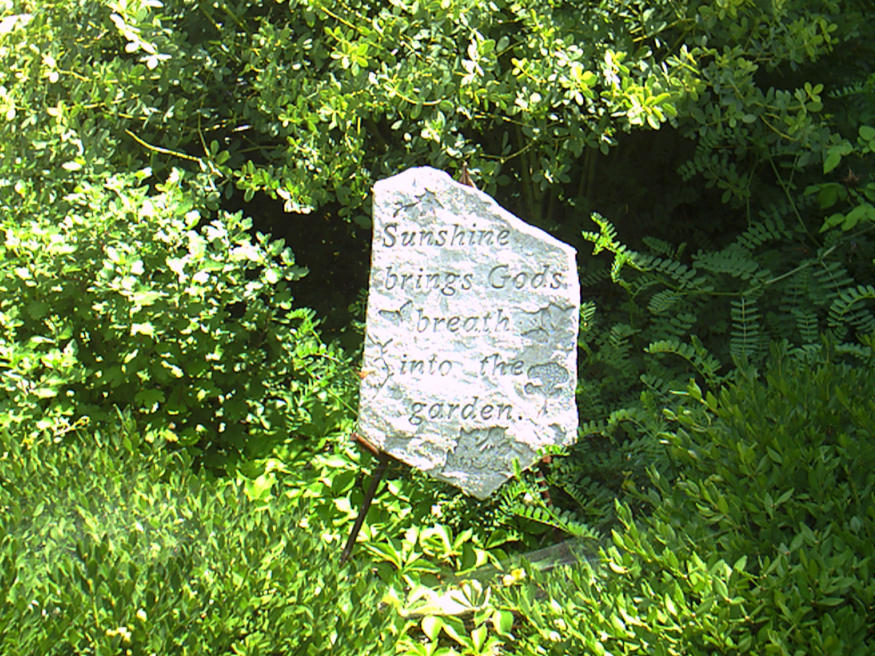 Sunshine
brings Gods
breath
into the
garden.